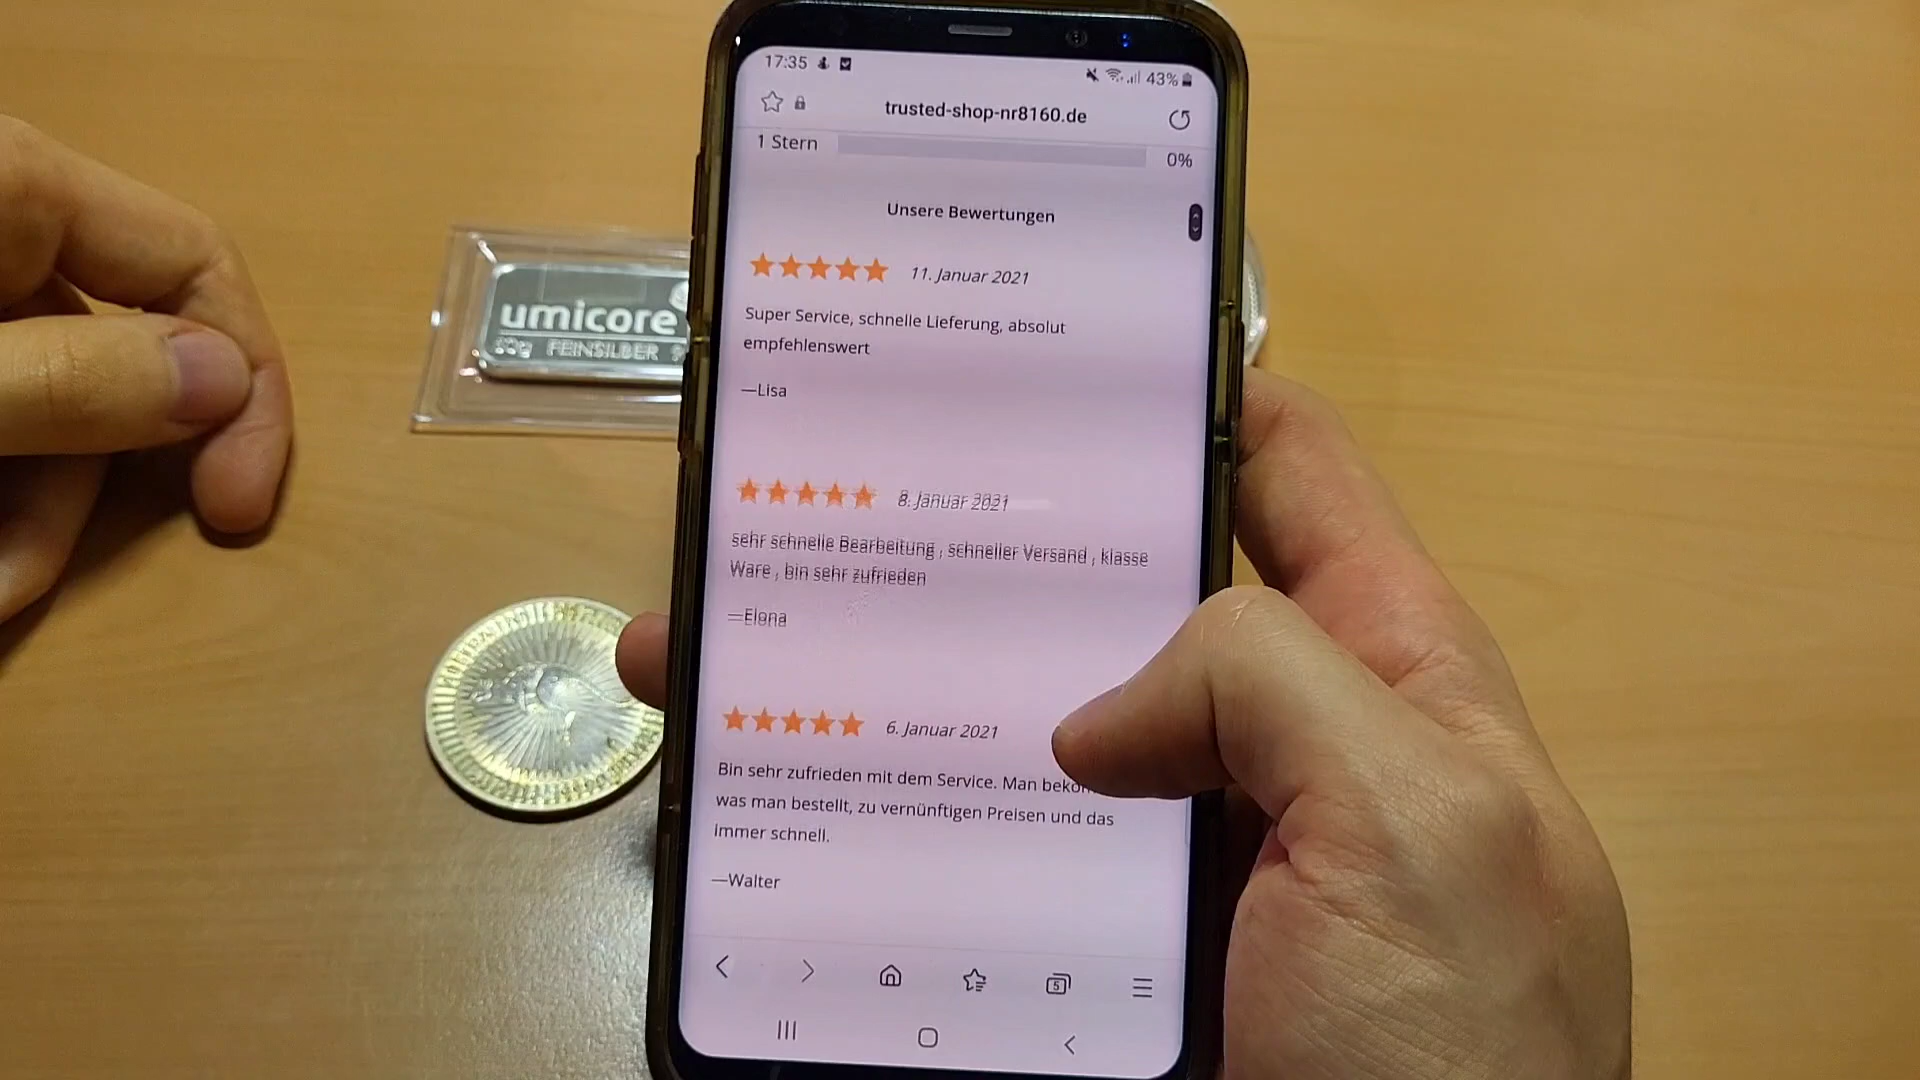 17:35
43%
trusted-shop-nr8160.de
1 Stern
0%
Unsere Bewertungen
11. Januar 2021
Super Service, schnelle Lieferung, absolut
empfehlenswert
—Lisa
8. Januar 2021
sehr schnelle Bearbeitung , schneller Versand , klasse
Ware , bin sehr zufrieden
6. Januar 2021
Bin sehr zufrieden mit dem Service. Man
was man bestellt, zu vernünftigen Preisen und das
immer schnell.
—Walter
5
umicore
FEINSILBER